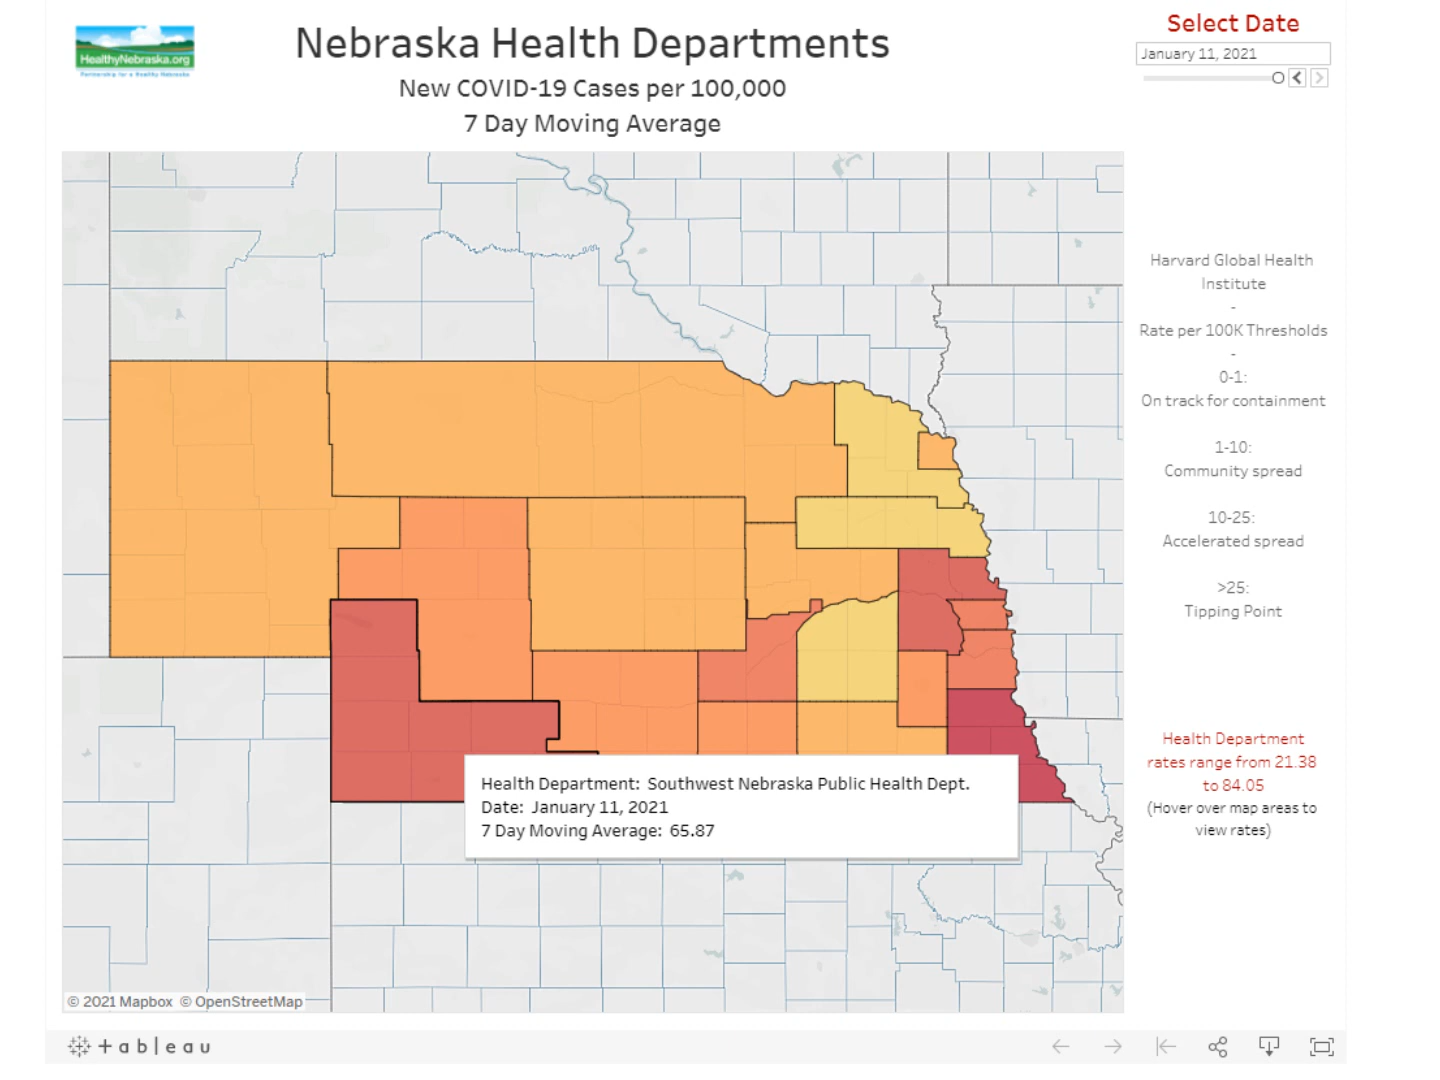 HealthyNebraska.org
Partnership for a Healthy Nebraska
Nebraska Health Departments
New COVID-19 Cases per 100,000
7 Day Moving Average
Select Date
January 11, 2021
Harvard Global Health
Institute
-
Rate per 100K Thresholds
-
0-1:
On track for containment
1-10:
Community spread
10-25:
Accelerated spread
>25:
Tipping Point
Health Department
rates range from 21.38
to 84.05
(Hover over map areas to
view rates)
Health Department: Southwest Nebraska Public Health Dept.
Date: January 11, 2021
7 Day Moving Average: 65.87
© 2021 Mapbox © OpenStreetMap
+ a b l e a u